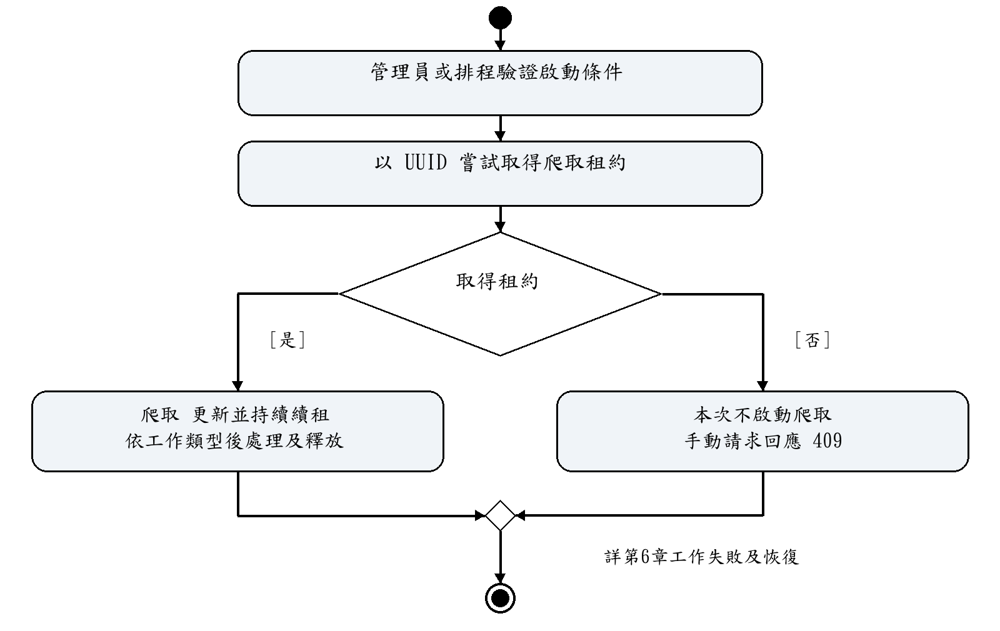 管理員或排程驗證啟動條件
以 UUID 嘗試取得爬取租約
取得租約
[是]
[否]
爬取 更新並持續續租
依工作類型後處理及釋放
本次不啟動爬取
手動請求回應 409
詳第6章工作失敗及恢復